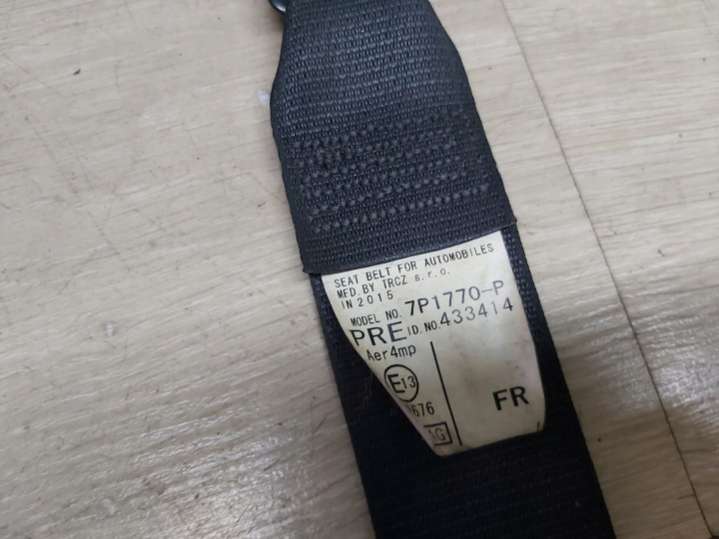 SEAT BELT FOR AUTOMOBILES
MFD. BY. TRCZ s.r.o.
IN 2015
MODEL NO. 7P1770-P
PRE ID. NO. 433414
Aer4mp
E13
FR